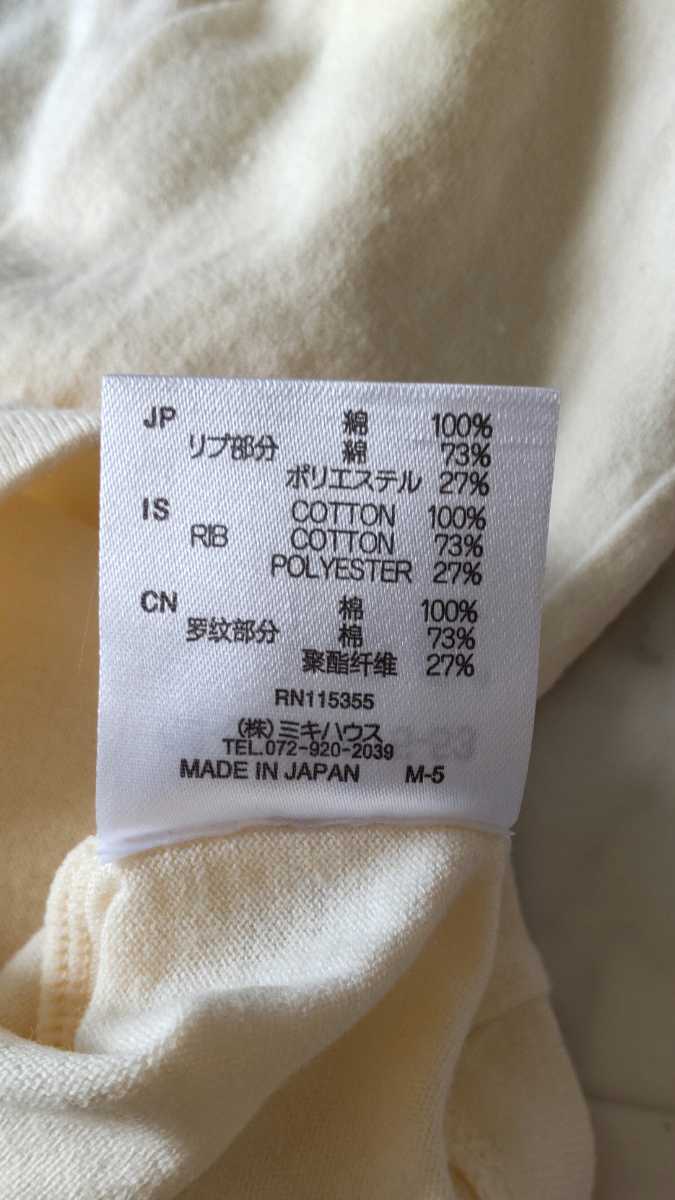 JP 綿 100%
リブ部分 綿 73%
ポリエステル 27%
IS COTTON 100%
RIB COTTON 73%
POLYESTER 27%
CN 棉 100%
罗纹部分 棉 73%
聚酯纤维 27%
RN115355
(株)ミキハウス
TEL.072-920-2039
MADE IN JAPAN M-5